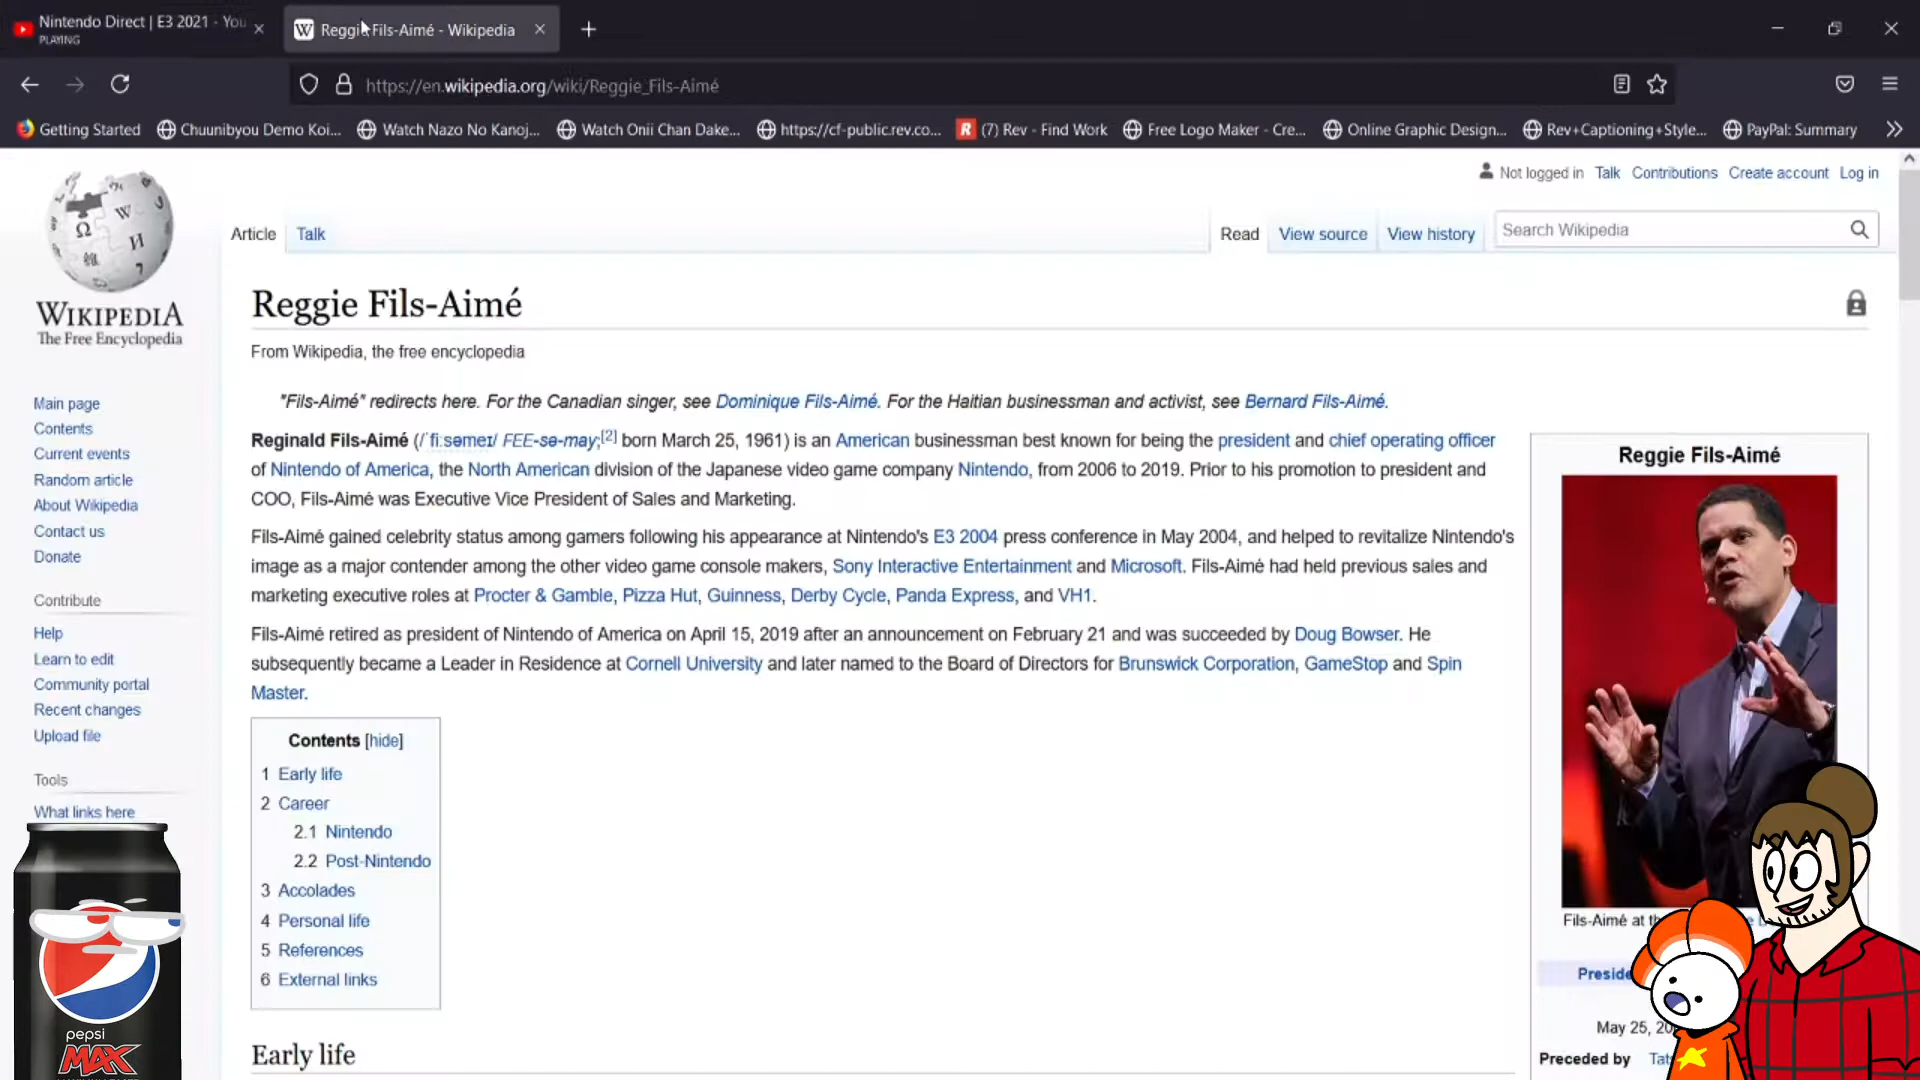 Nintendo Direct | E3 2021 - You
PLAYING
Reggie Fils-Aimé - Wikipedia
https://en.wikipedia.org/wiki/Reggie_Fils-Aimé
Getting Started
Chuunibyou Demo Koi...
Watch Nazo No Kanoj...
Watch Onii Chan Dake...
https://cf-public.rev.co...
R (7) Rev - Find Work
Free Logo Maker - Cre...
Online Graphic Design...
Rev+Captioning+Style...
PayPal: Summary
Not logged in Talk Contributions Create account Log in
Article Talk Read View source View history Search Wikipedia
WIKIPEDIA
The Free Encyclopedia
Main page
Contents
Current events
Random article
About Wikipedia
Contact us
Donate
Contribute
Help
Learn to edit
Community portal
Recent changes
Upload file
Tools
What links here
Reggie Fils-Aimé
From Wikipedia, the free encyclopedia
"Fils-Aimé" redirects here. For the Canadian singer, see Dominique Fils-Aimé. For the Haitian businessman and activist, see Bernard Fils-Aimé.
Reginald Fils-Aimé (/ˈfiːsəmeɪ/ FEE-sə-may;[2] born March 25, 1961) is an American businessman best known for being the president and chief operating officer
of Nintendo of America, the North American division of the Japanese video game company Nintendo, from 2006 to 2019. Prior to his promotion to president and
COO, Fils-Aimé was Executive Vice President of Sales and Marketing.
Fils-Aimé gained celebrity status among gamers following his appearance at Nintendo's E3 2004 press conference in May 2004, and helped to revitalize Nintendo's
image as a major contender among the other video game console makers, Sony Interactive Entertainment and Microsoft. Fils-Aimé had held previous sales and
marketing executive roles at Procter & Gamble, Pizza Hut, Guinness, Derby Cycle, Panda Express, and VH1.
Fils-Aimé retired as president of Nintendo of America on April 15, 2019 after an announcement on February 21 and was succeeded by Doug Bowser. He
subsequently became a Leader in Residence at Cornell University and later named to the Board of Directors for Brunswick Corporation, GameStop and Spin
Master.
Contents [hide]
1 Early life
2 Career
2.1 Nintendo
2.2 Post-Nintendo
3 Accolades
4 Personal life
5 References
6 External links
Early life
Reggie Fils-Aimé
Fils-Aimé at
Preside
May 25, 20
Preceded by
pepsi
MAX